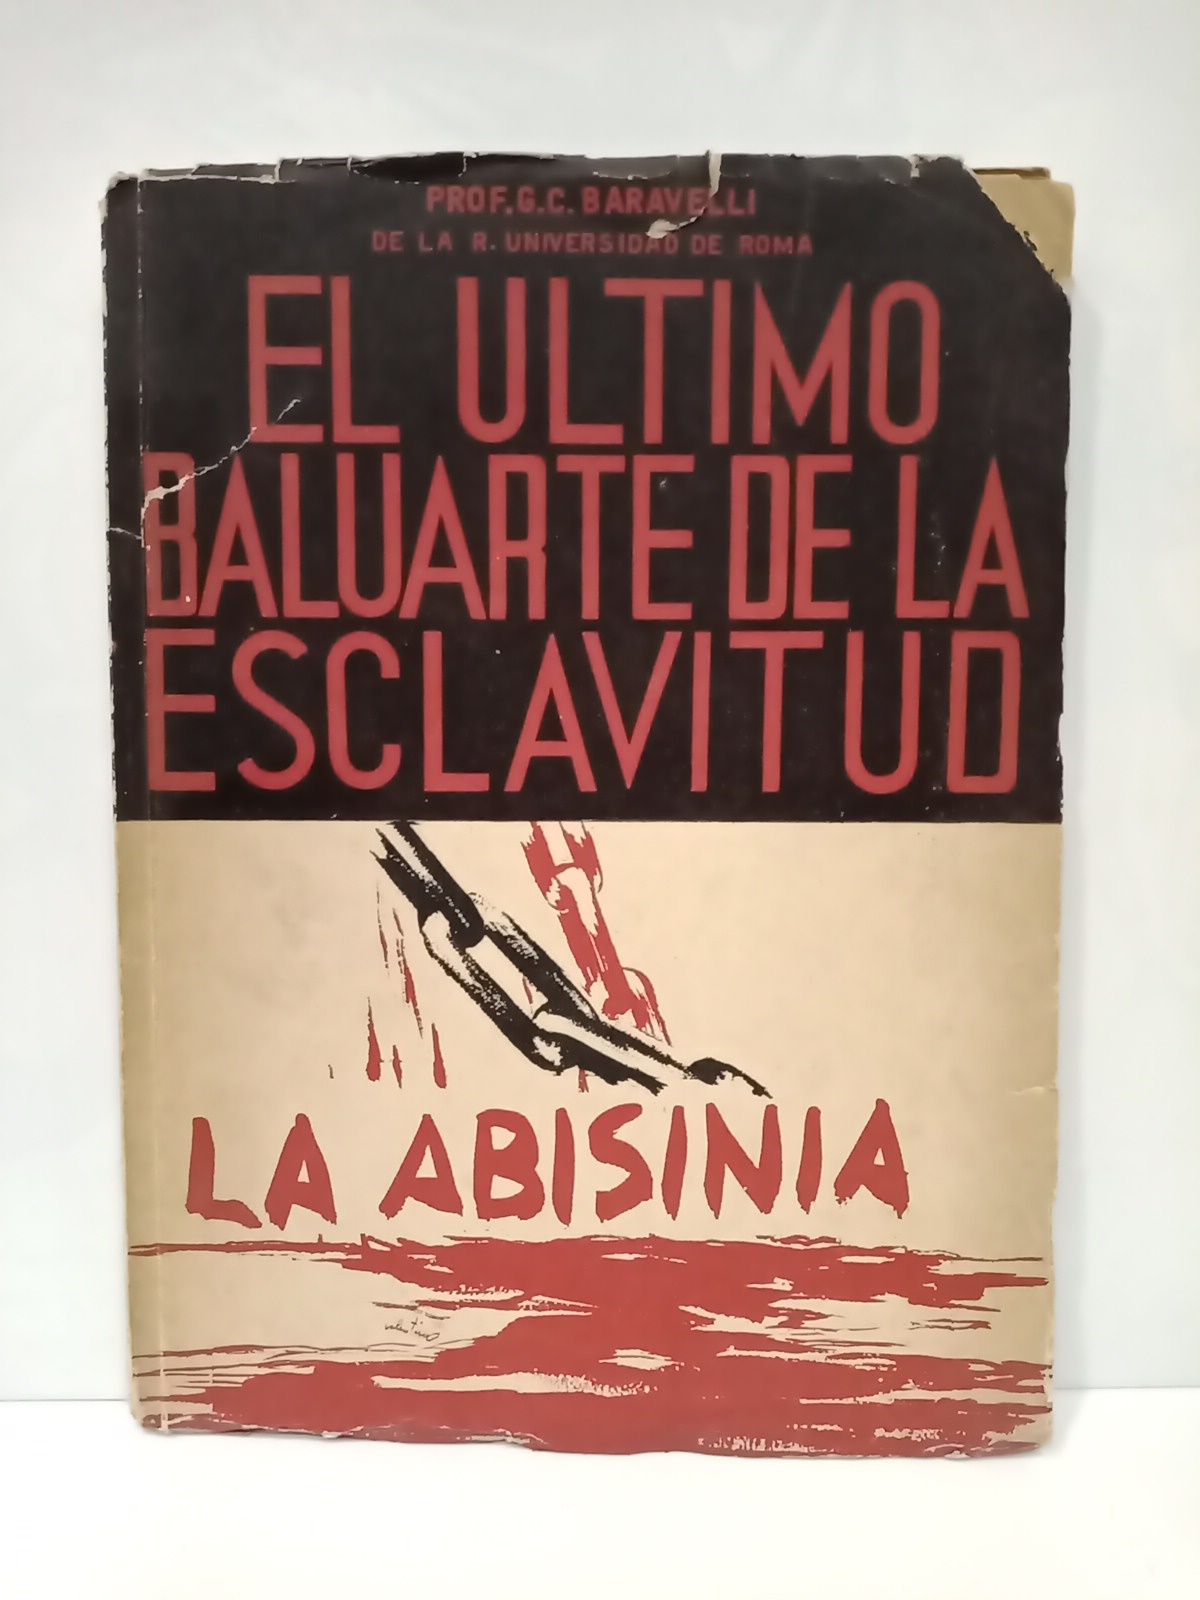 PROF. G. C. BARAVELLI
DE LA R. UNIVERSIDAD DE ROMA
EL ULTIMO
BALUARTE DE LA
ESCLAVITUD
LA ABISINIA